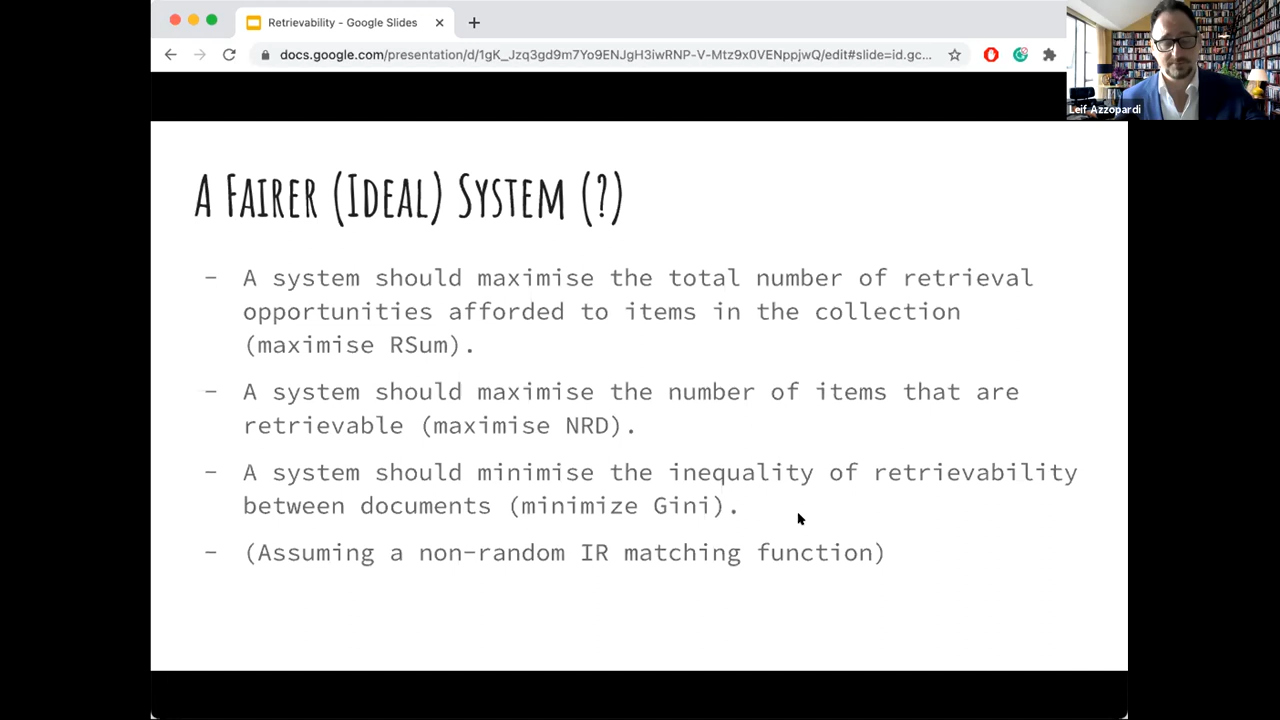 Retrievability - Google Slides
docs.google.com/presentation/d/1gK_Jzq3gd9m7Yo9ENJgH3iwRNP-V-Mtz9x0VENppjwQ/edit#slide=id.gc...
Leif Azzopardi
A Fairer (Ideal) System (?)
- A system should maximise the total number of retrieval
opportunities afforded to items in the collection
(maximise RSum).
- A system should maximise the number of items that are
retrievable (maximise NRD).
- A system should minimise the inequality of retrievability
between documents (minimize Gini).
- (Assuming a non-random IR matching function)